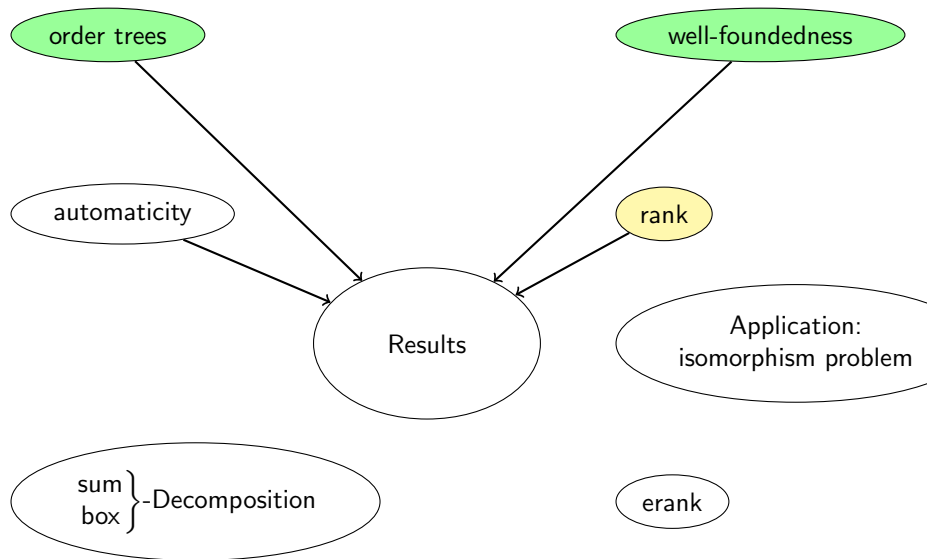 order trees
well-foundedness
automaticity
rank
Results
Application:
isomorphism problem
sum
box
}-Decomposition
erank